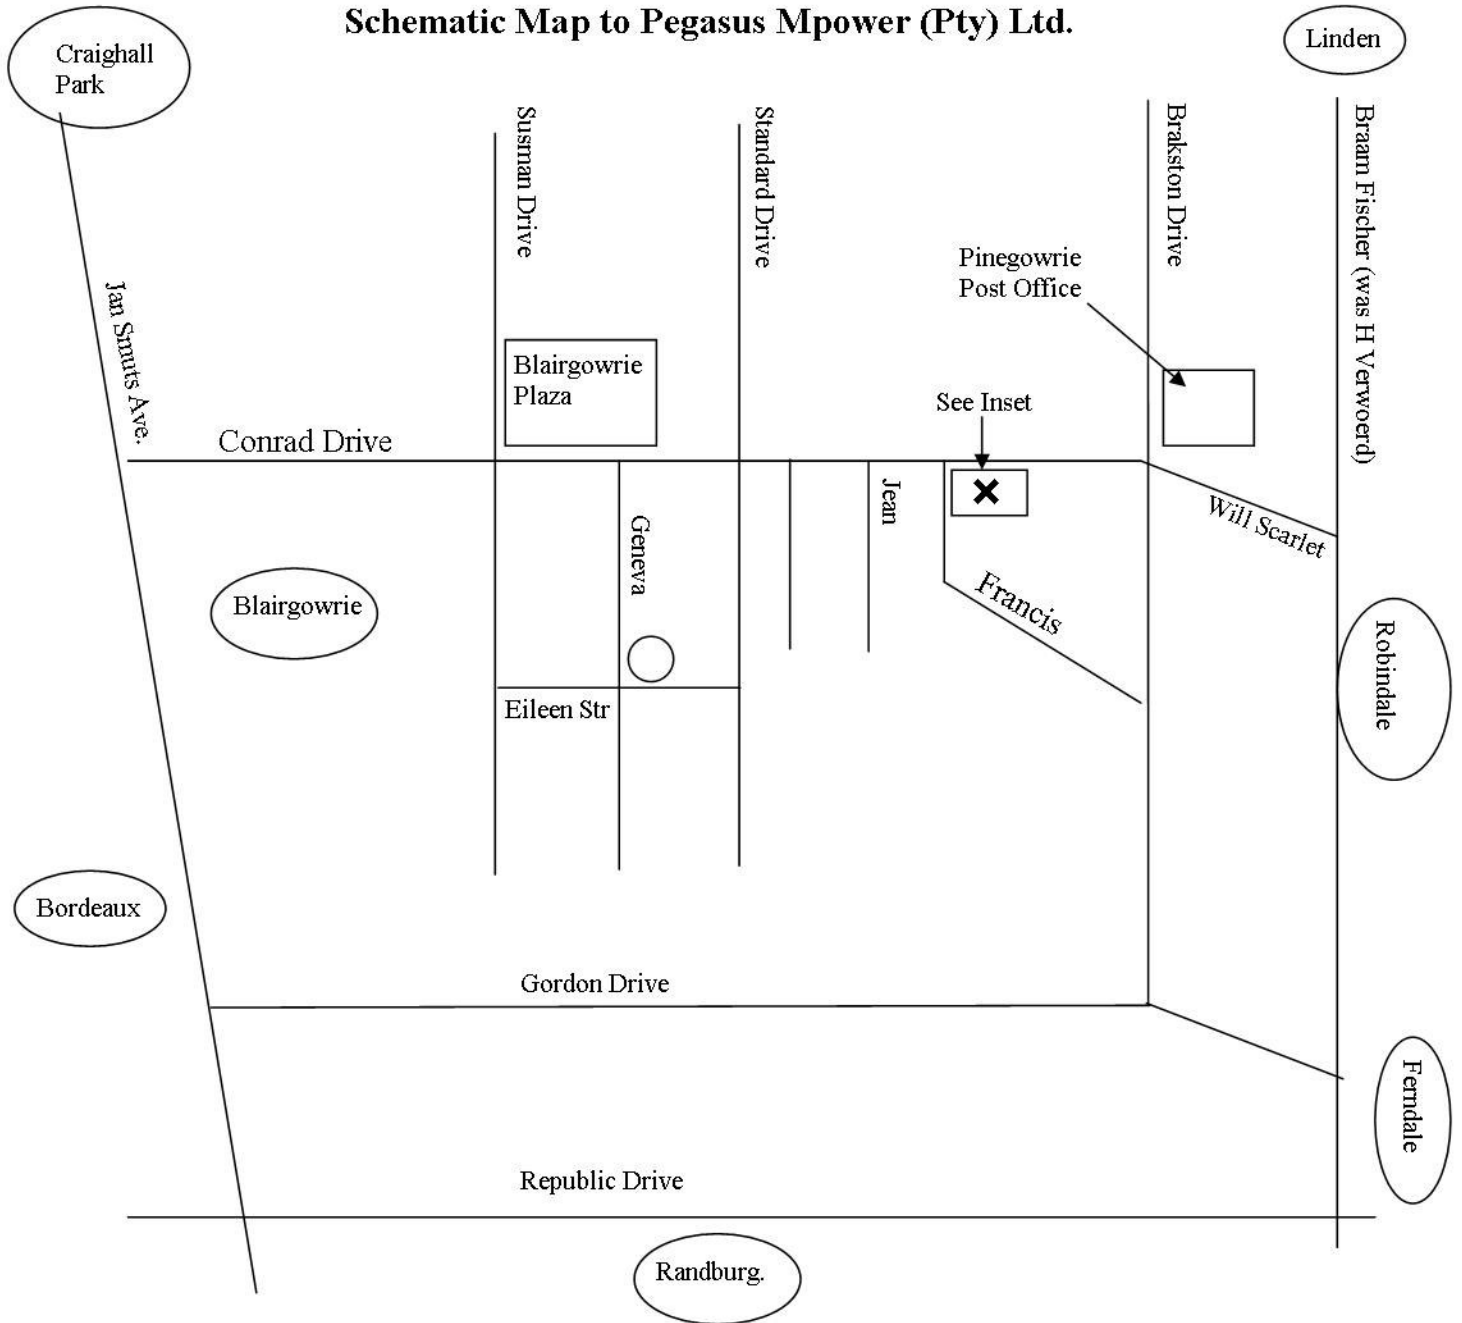 Schematic Map to Pegasus Mpower (Pty) Ltd.
Craighall
Park
Linden
Susman Drive
Standard Drive
Brakston Drive
Braam Fischer (was H Verwoerd)
Pinegowrie
Post Office
Jan Smuts Ave.
Blairgowrie
Plaza
See Inset
Conrad Drive
Jean
Will Scarlet
Geneva
Francis
Blairgowrie
Robindale
Eileen Str
Bordeaux
Gordon Drive
Ferndale
Republic Drive
Randburg.